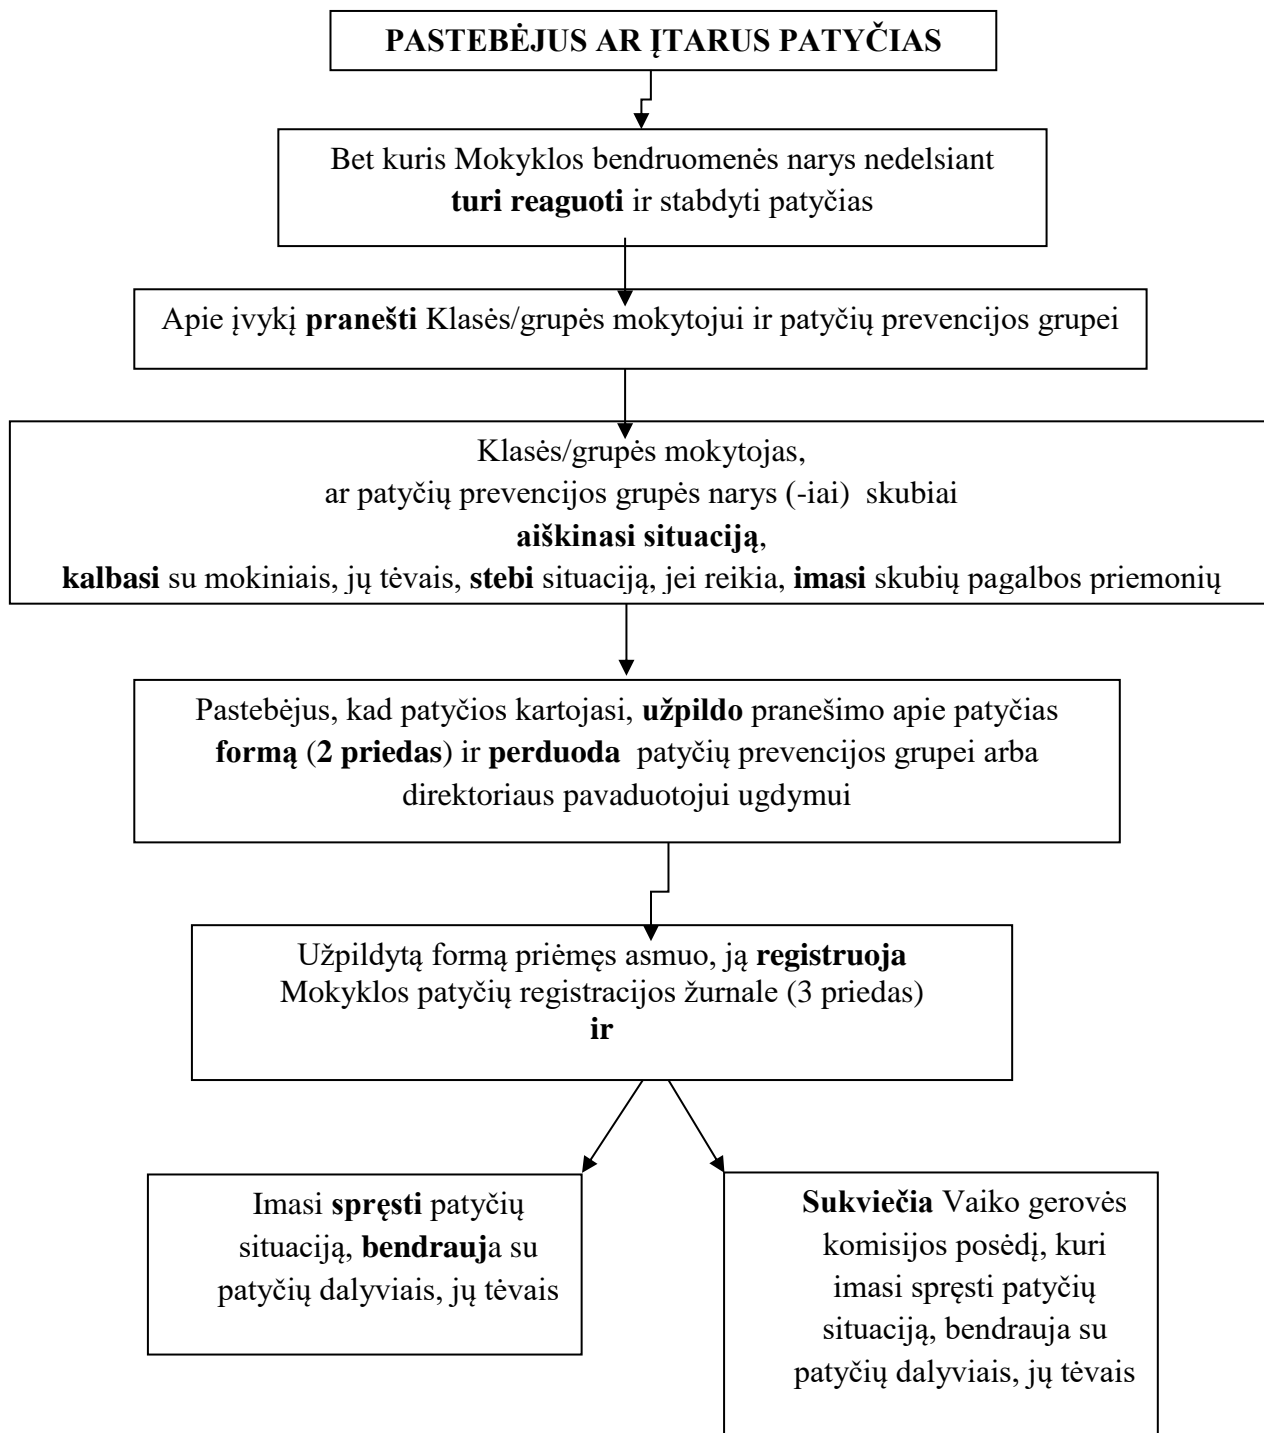 PASTEBĖJUS AR ĮTARUS PATYČIAS
Bet kuris Mokyklos bendruomenės narys nedelsiant
turi reaguoti ir stabdyti patyčias
Apie įvykį pranešti Klasės/grupės mokytojui ir patyčių prevencijos grupei
Klasės/grupės mokytojas,
ar patyčių prevencijos grupės narys (-iai) skubiai
aiškinasi situaciją,
kalbasi su mokiniais, jų tėvais, stebi situaciją, jei reikia, imasi skubių pagalbos priemonių
Pastebėjus, kad patyčios kartojasi, užpildo pranešimo apie patyčias
formą (2 priedas) ir perduoda patyčių prevencijos grupei arba
direktoriaus pavaduotojui ugdymui
Užpildytą formą priėmęs asmuo, ją registruoja
Mokyklos patyčių registracijos žurnale (3 priedas)
ir
Imasi spręsti patyčių
situaciją, bendrauja su
patyčių dalyviais, jų tėvais
Sukviečia Vaiko gerovės
komisijos posėdį, kuri
imasi spręsti patyčių
situaciją, bendrauja su
patyčių dalyviais, jų tėvais